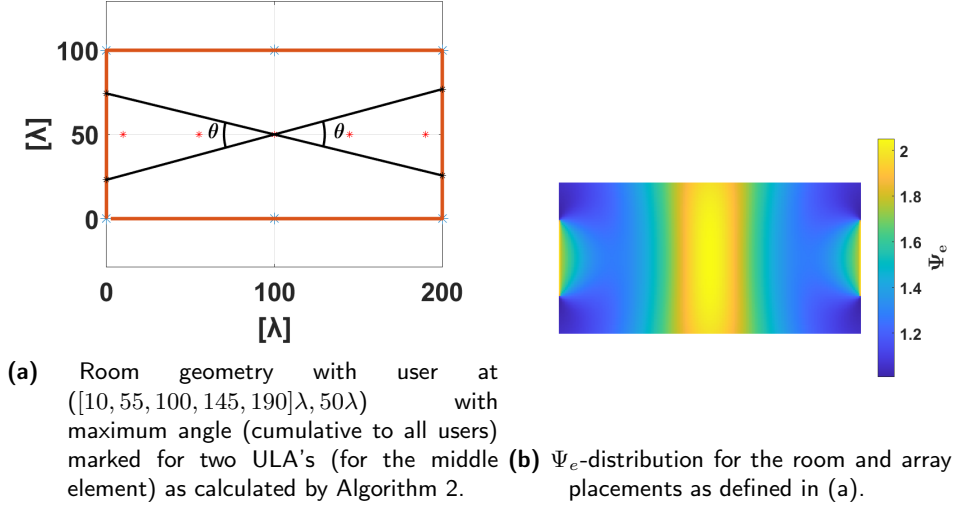 100
50
0
[λ]
θ
θ
0
100
200
[λ]
(a) Room geometry with user at
([10, 55, 100, 145, 190]λ, 50λ) with
maximum angle (cumulative to all users)
marked for two ULA's (for the middle
element) as calculated by Algorithm 2.
2
1.8
1.6
1.4
1.2
Ψe
(b) Ψe-distribution for the room and array
placements as defined in (a).